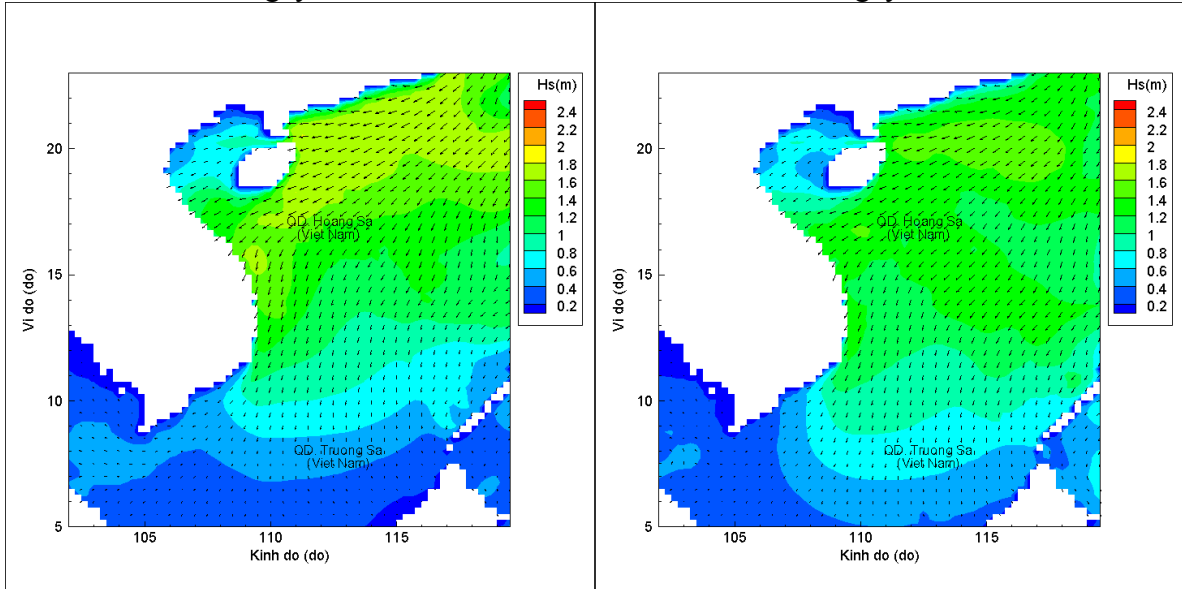 Hs(m)
2.4
2.2
2
1.8
1.6
1.4
1.2
1
0.8
0.6
0.4
0.2
20
15
10
5
Vi do (do)
QD. Hoang Sa
(Viet Nam)
QD. Truong Sa
(Viet Nam)
105
110
115
Kinh do (do)
Hs(m)
2.4
2.2
2
1.8
1.6
1.4
1.2
1
0.8
0.6
0.4
0.2
20
15
10
5
Vi do (do)
QD. Hoang Sa
(Viet Nam)
QD. Truong Sa
(Viet Nam)
105
110
115
Kinh do (do)